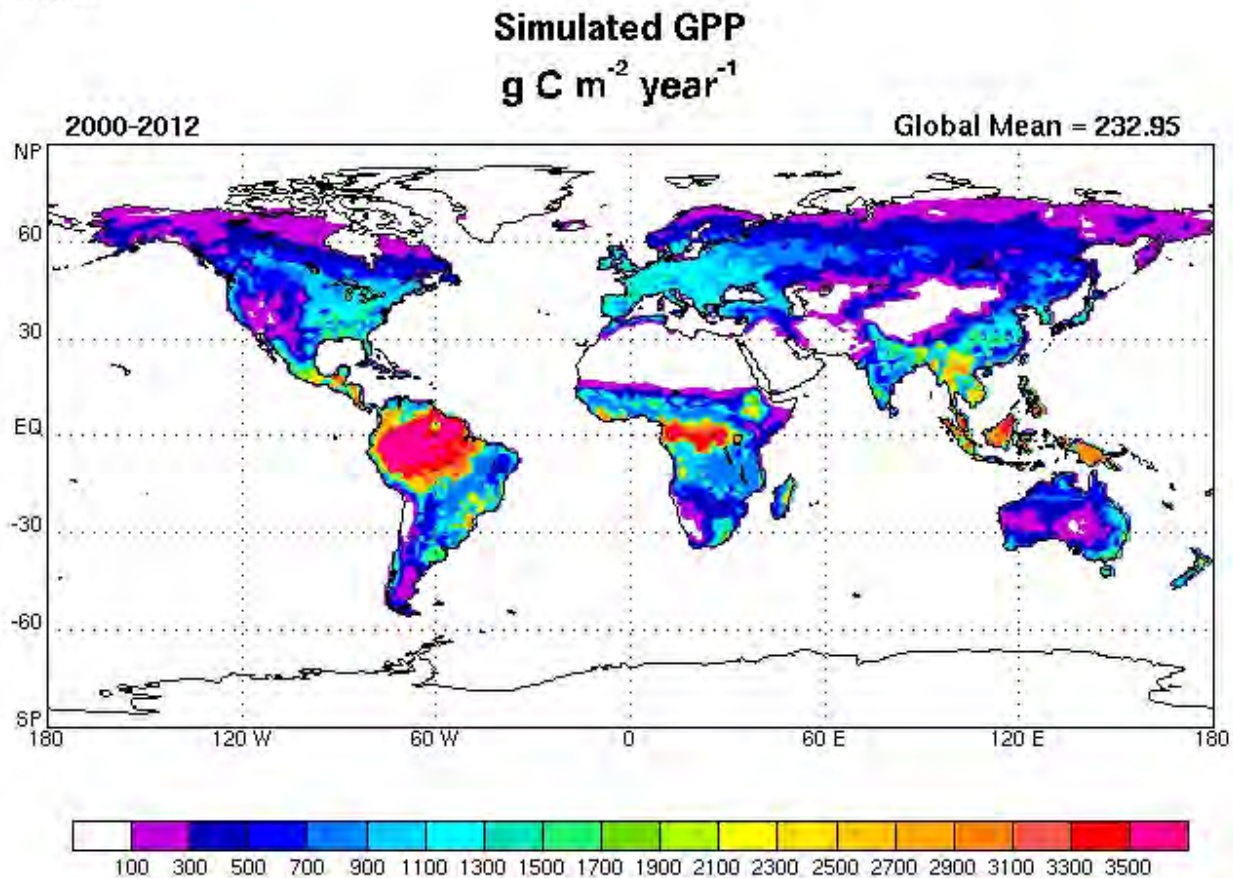 Simulated GPP
g C m-2 year-1
2000-2012 Global Mean = 232.95
NP
60
30
EQ
-30
-60
SP
180 120 W 60 W 0 60 E 120 E 180
100 300 500 700 900 1100 1300 1500 1700 1900 2100 2300 2500 2700 2900 3100 3300 3500